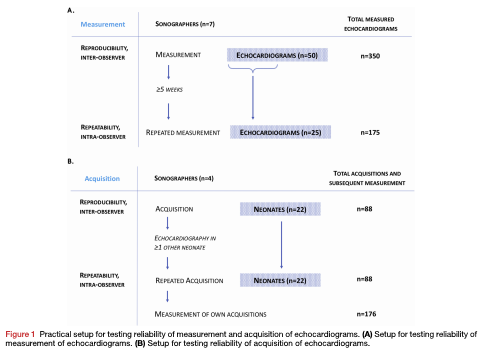 A.
Measurement SONOGRAPHERS (N=7) TOTAL MEASURED ECHOCARDIOGRAMS
REPRODUCIBILITY, INTER-OBSERVER MEASUREMENT ECHOCARDIOGRAMS (N=50) n=350
≥5 WEEKS
REPEATABILITY, INTRA-OBSERVER REPEATED MEASUREMENT ECHOCARDIOGRAMS (N=25) n=175
B.
Acquisition SONOGRAPHERS (N=4) TOTAL ACQUISITIONS AND SUBSEQUENT MEASUREMENT
REPRODUCIBILITY, INTER-OBSERVER ACQUISITION NEONATES (N=22) n=88
ECHOCARDIOGRAPHY IN
≥1 OTHER NEONATE
REPEATABILITY, INTRA-OBSERVER REPEATED ACQUISITION NEONATES (N=22) n=88
MEASUREMENT OF OWN ACQUISITIONS n=176
Figure 1 Practical setup for testing reliability of measurement and acquisition of echocardiograms. (A) Setup for testing reliability of
measurement of echocardiograms. (B) Setup for testing reliability of acquisition of echocardiograms.